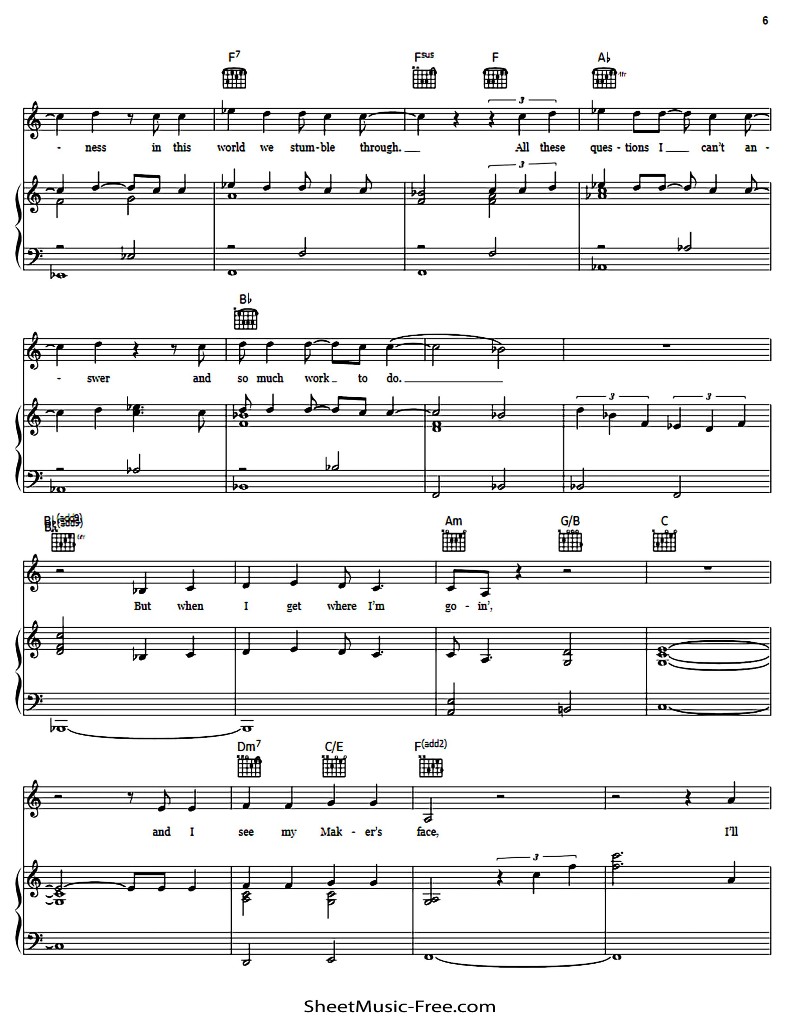 6
F7 Fsus F A♭
3
- ness in this world we stum-ble through. All these ques - tions I can't an -
3
B♭
- swer and so much work to do.
3 3
Am G/B C
But when I get where I'm go - in',
Dm7 C/E F(add2)
and I see my Mak - er's face, I'll
3
SheetMusic-Free.com